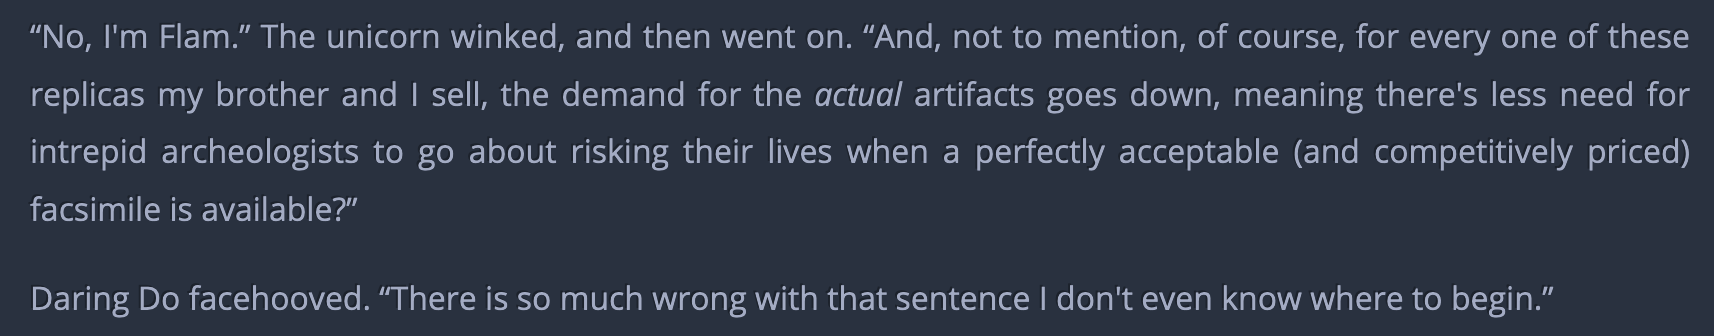 “No, I'm Flam.” The unicorn winked, and then went on. “And, not to mention, of course, for every one of these
replicas my brother and I sell, the demand for the actual artifacts goes down, meaning there's less need for
intrepid archeologists to go about risking their lives when a perfectly acceptable (and competitively priced)
facsimile is available?”
Daring Do facehooved. “There is so much wrong with that sentence I don't even know where to begin.”